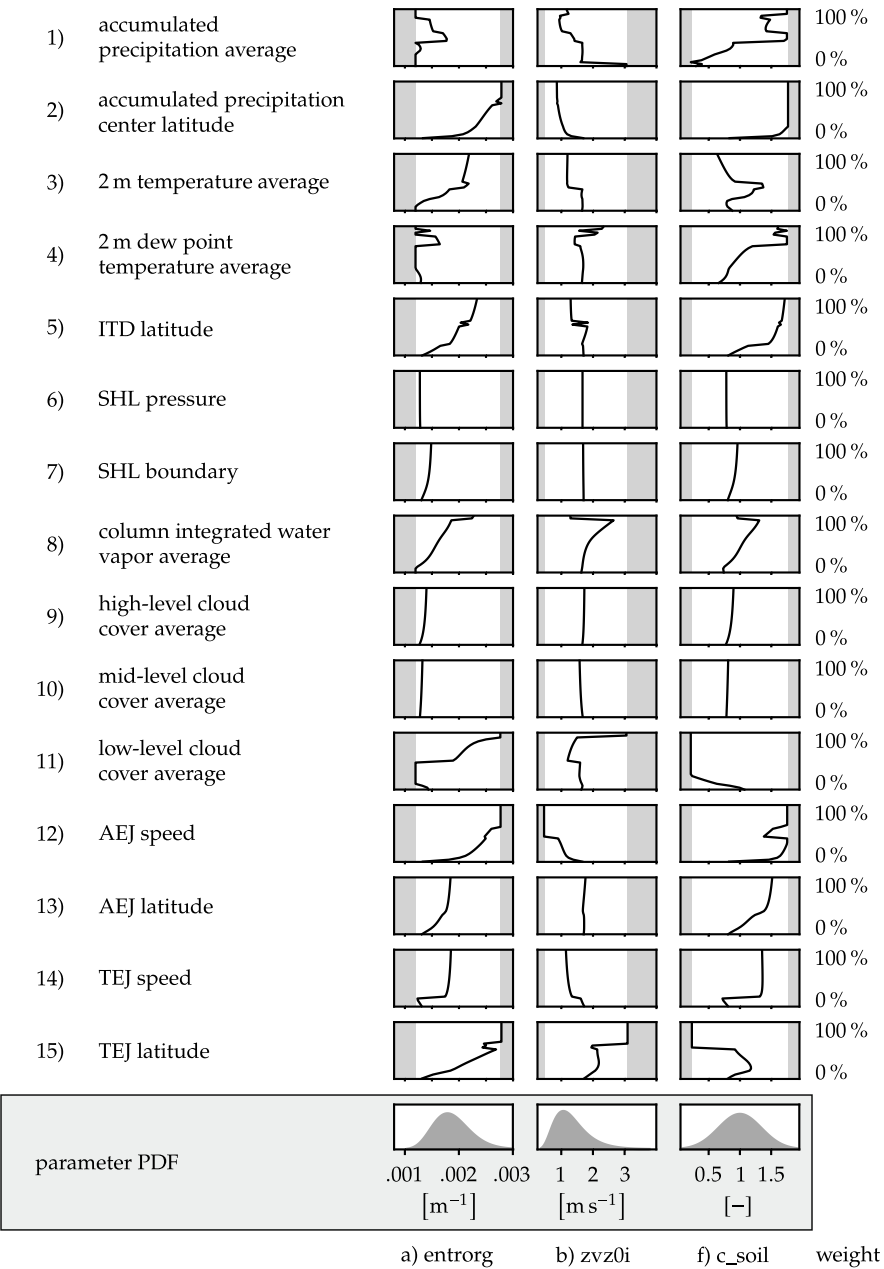 1) accumulated
precipitation average
100 %
0 %
2) accumulated precipitation
center latitude
100 %
0 %
3) 2 m temperature average
100 %
0 %
4) 2 m dew point
temperature average
100 %
0 %
5) ITD latitude
100 %
0 %
6) SHL pressure
100 %
0 %
7) SHL boundary
100 %
0 %
8) column integrated water
vapor average
100 %
0 %
9) high-level cloud
cover average
100 %
0 %
10) mid-level cloud
cover average
100 %
0 %
11) low-level cloud
cover average
100 %
0 %
12) AEJ speed
100 %
0 %
13) AEJ latitude
100 %
0 %
14) TEJ speed
100 %
0 %
15) TEJ latitude
100 %
0 %
parameter PDF
.001 .002 .003 1 2 3 0.5 1 1.5
[m⁻¹] [m s⁻¹] [−]
a) entrorg b) zvz0i f) c_soil weight